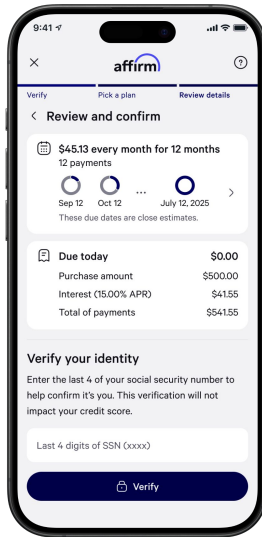 9:41
affirm
Verify
Pick a plan
Review details
Review and confirm
$45.13 every month for 12 months
12 payments
Sep 12
Oct 12
...
July 12, 2025
These due dates are close estimates.
Due today $0.00
Purchase amount $500.00
Interest (15.00% APR) $41.55
Total of payments $541.55
Verify your identity
Enter the last 4 of your social security number to
help confirm it's you. This verification will not
impact your credit score.
Last 4 digits of SSN (xxxx)
Verify